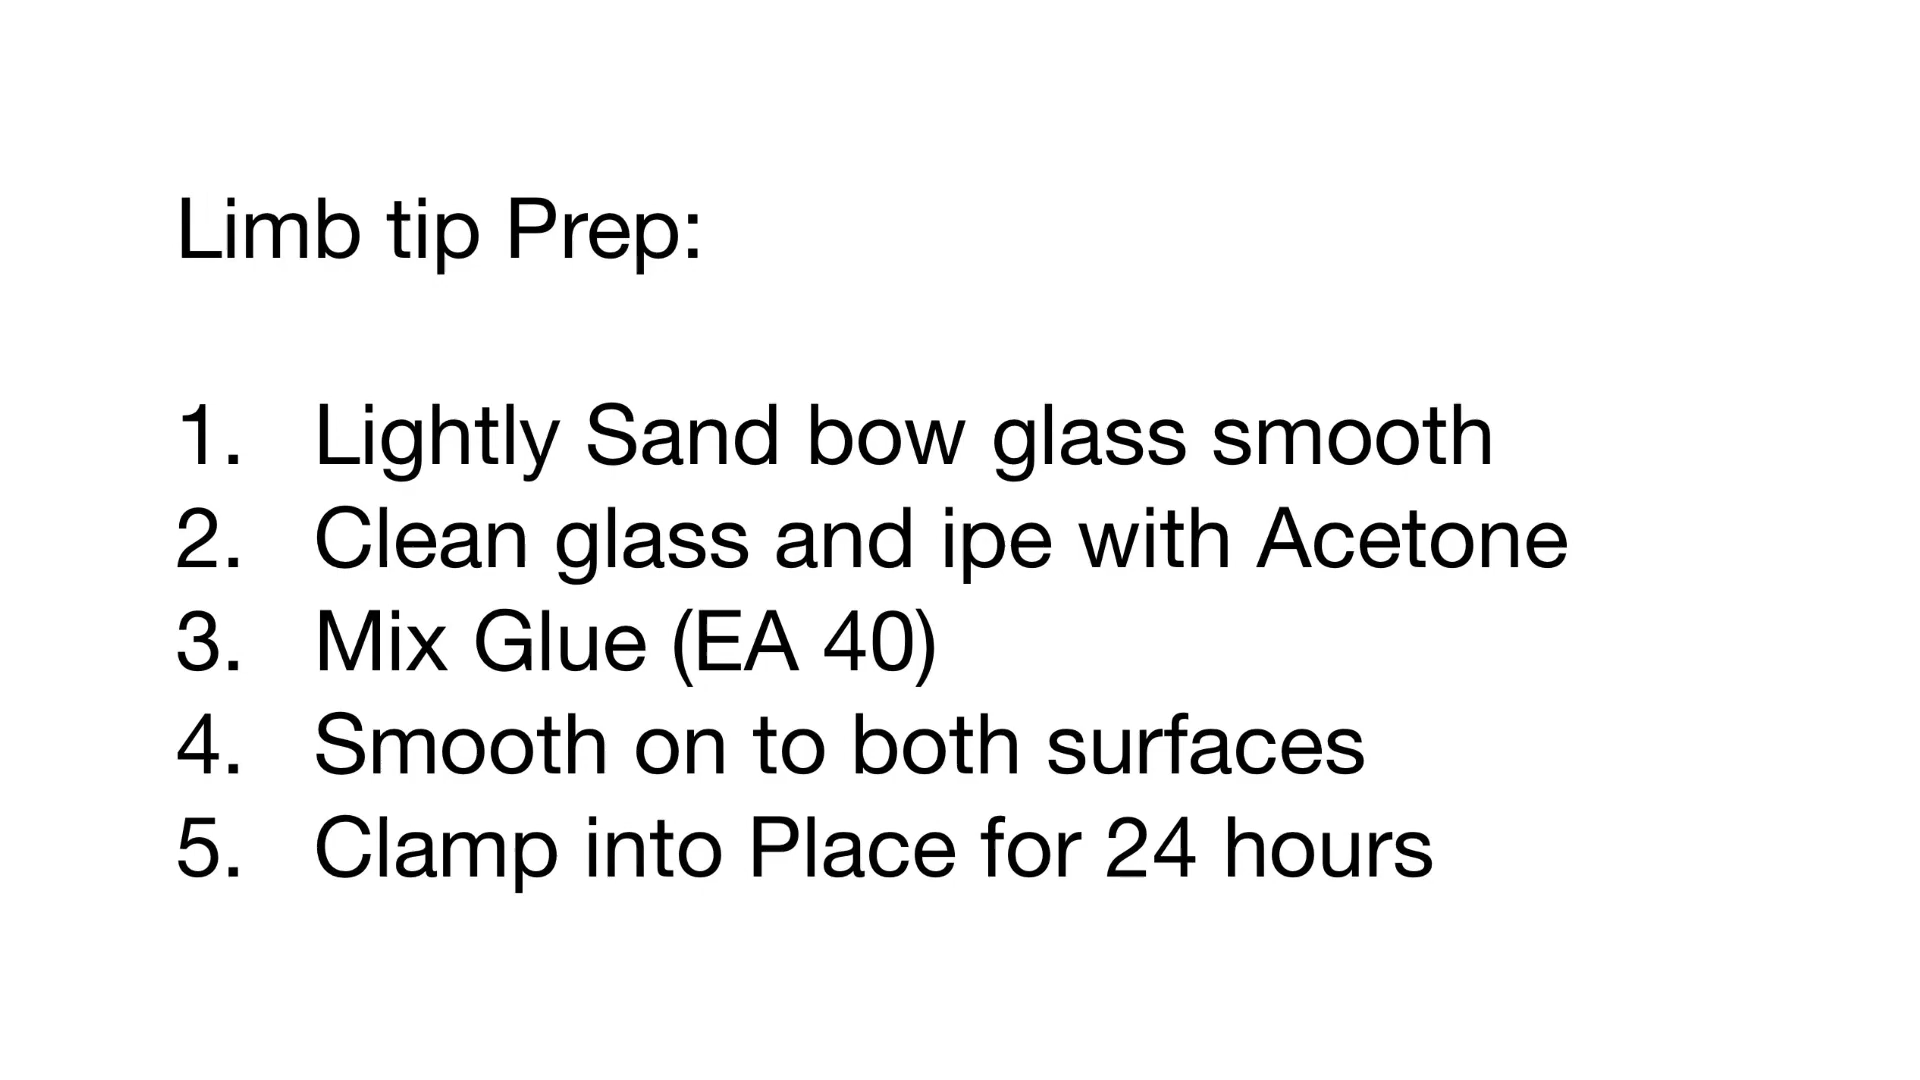 Limb tip Prep:
1. Lightly Sand bow glass smooth
2. Clean glass and ipe with Acetone
3. Mix Glue (EA 40)
4. Smooth on to both surfaces
5. Clamp into Place for 24 hours